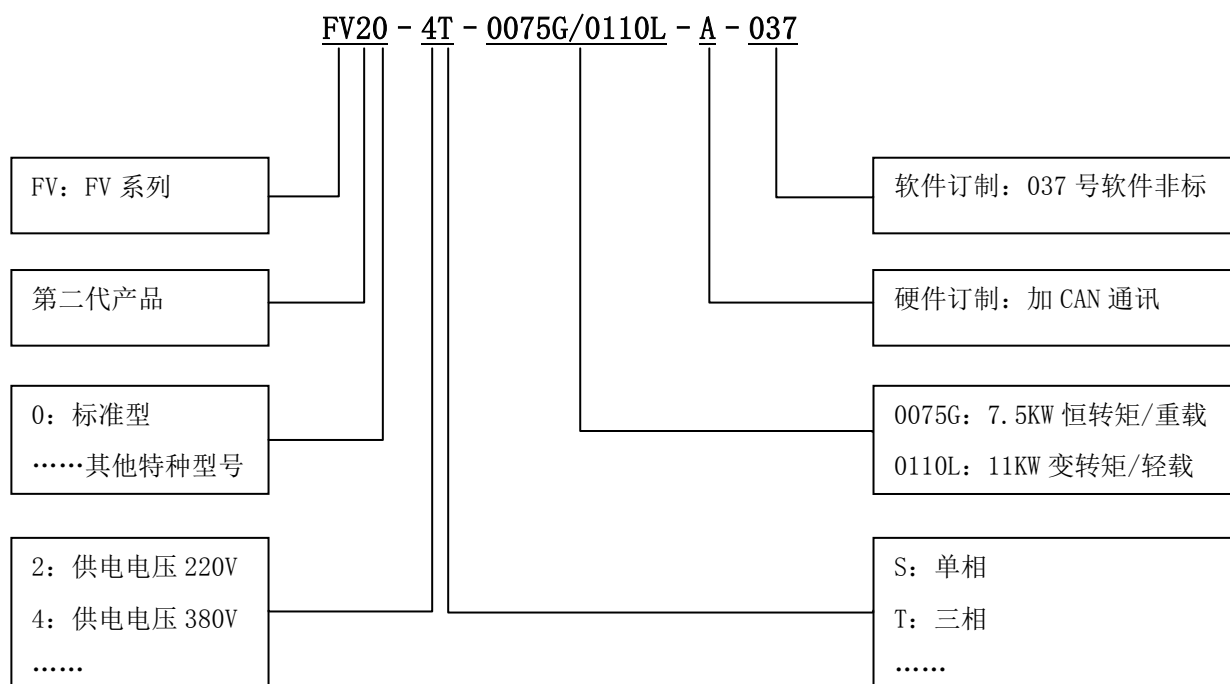 FV20 - 4T - 0075G/0110L - A - 037
FV: FV 系列
软件订制: 037 号软件非标
第二代产品
硬件订制: 加 CAN 通讯
0: 标准型
……其他特种型号
0075G: 7.5KW 恒转矩/重载
0110L: 11KW 变转矩/轻载
2: 供电电压 220V
4: 供电电压 380V
……
S: 单相
T: 三相
……